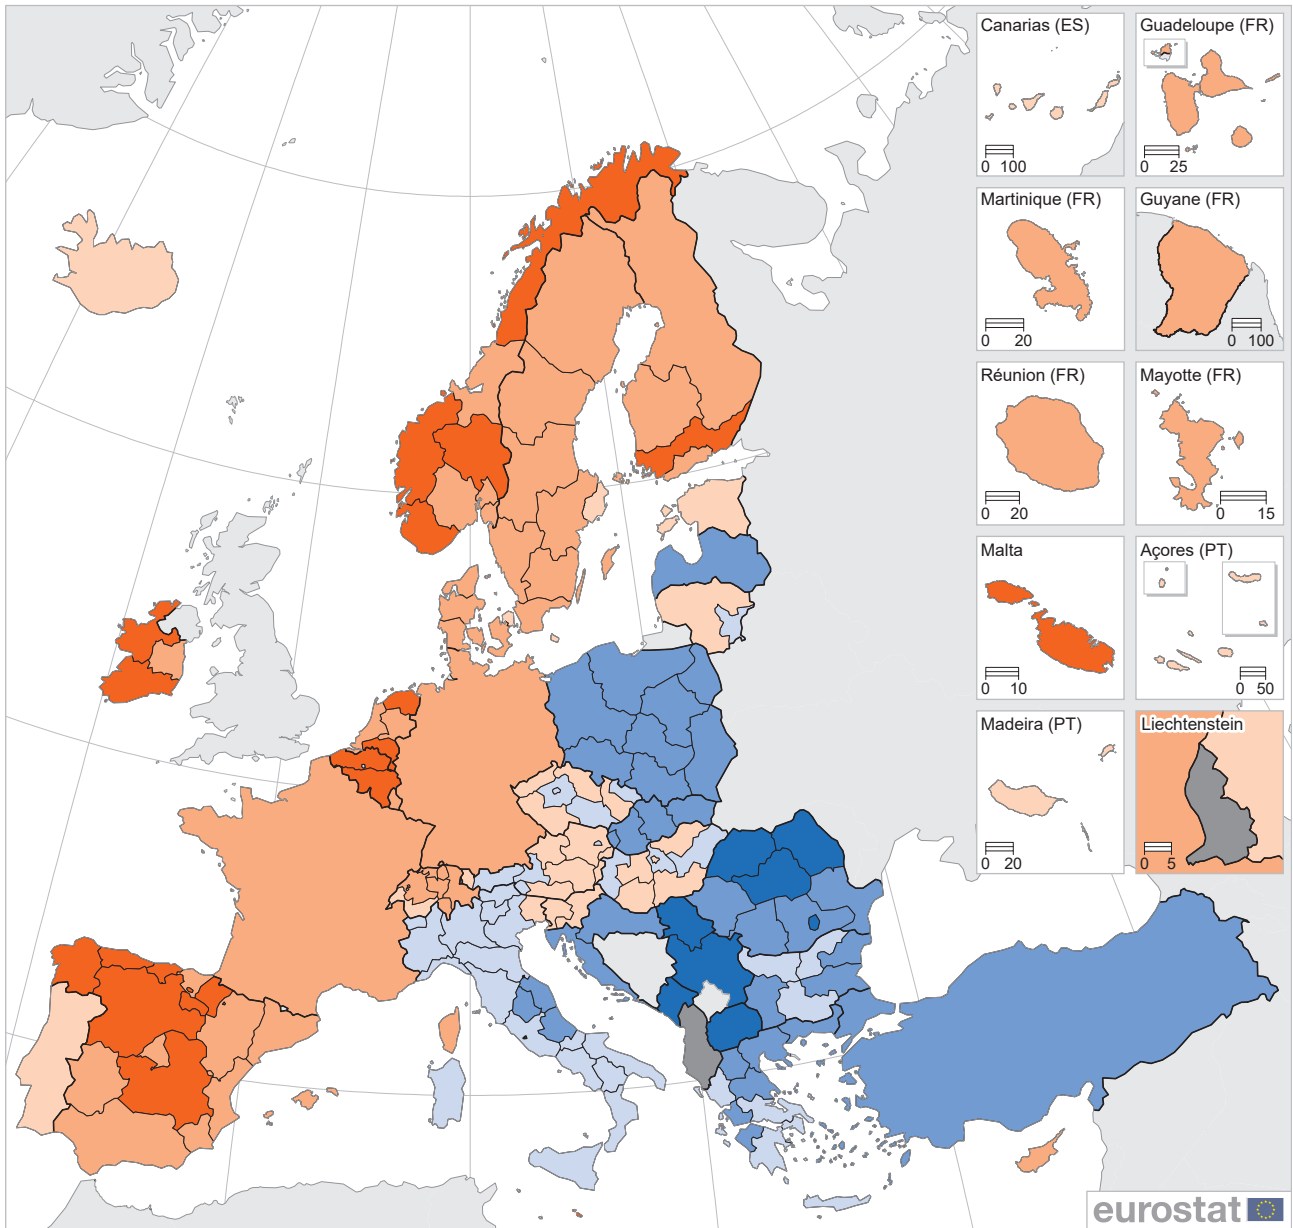 Canarias (ES)
0 100
Guadeloupe (FR)
0 25
Martinique (FR)
0 20
Guyane (FR)
0 100
Réunion (FR)
0 20
Mayotte (FR)
0 15
Malta
0 10
Açores (PT)
0 50
Madeira (PT)
0 20
Liechtenstein
0 5
eurostat